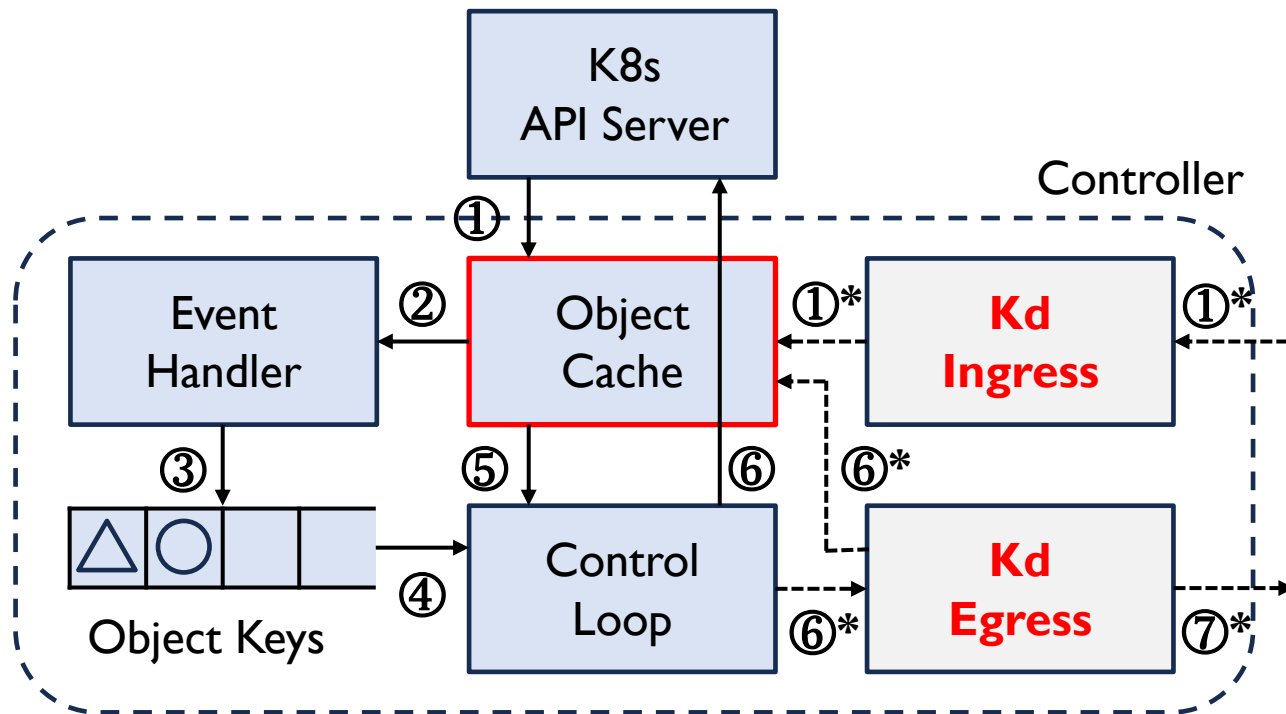 K8s
API Server
Controller
①
Event
Handler
②
Object
Cache
①*
Kd
Ingress
①*
③
⑤
⑥
⑥*
④
Object Keys
Control
Loop
⑥*
Kd
Egress
⑦*